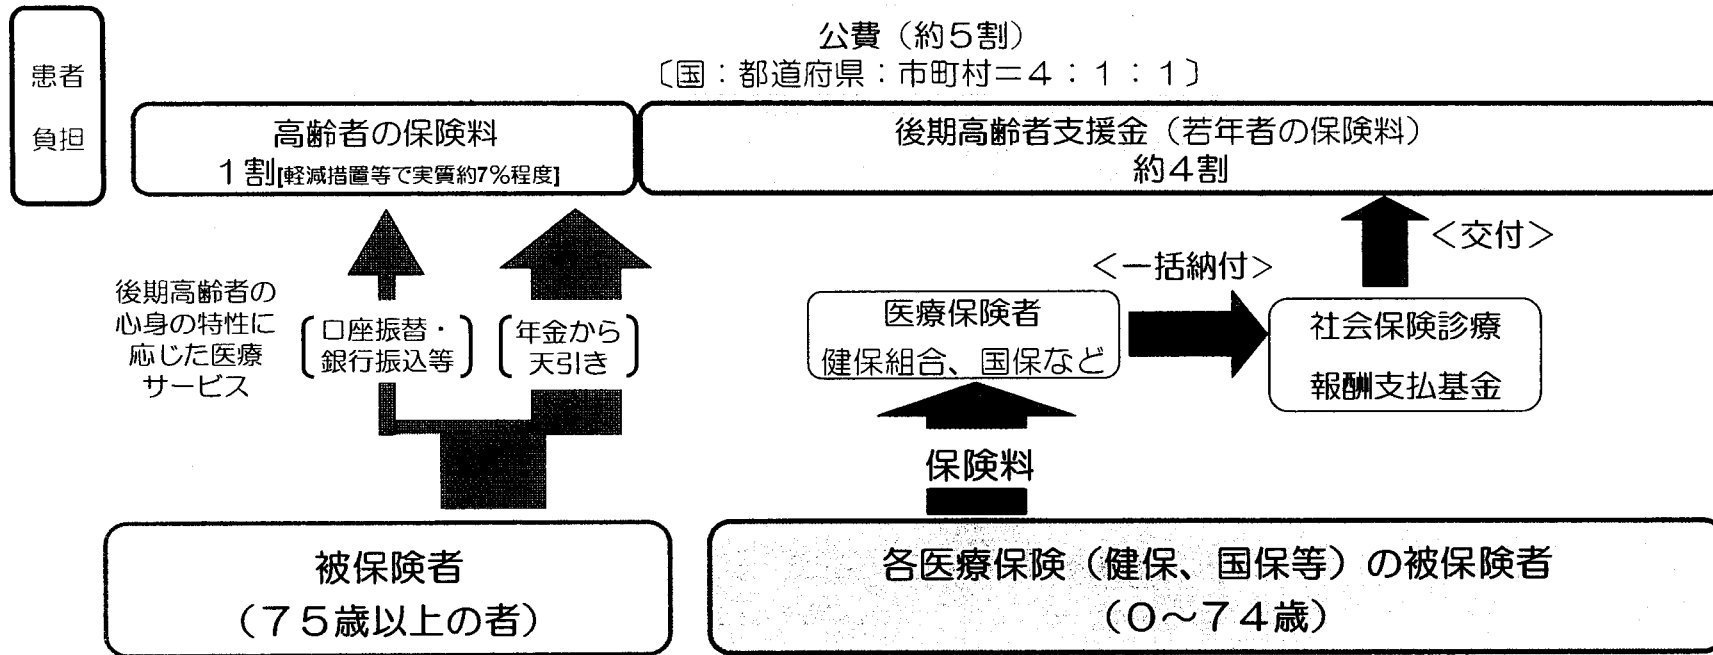 患者
負担
公費（約５割）
〔国：都道府県：市町村＝４：１：１〕
高齢者の保険料
１割[軽減措置等で実質約7%程度]
後期高齢者支援金（若年者の保険料）
約４割
後期高齢者の
心身の特性に
応じた医療
サービス
口座振替・
銀行振込等
年金から
天引き
＜一括納付＞
＜交付＞
医療保険者
健保組合、国保など
社会保険診療
報酬支払基金
保険料
被保険者
（７５歳以上の者）
各医療保険（健保、国保等）の被保険者
（０～７４歳）